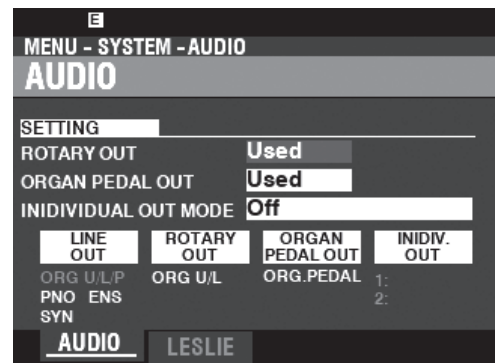 E
MENU - SYSTEM - AUDIO
AUDIO
SETTING
ROTARY OUT Used
ORGAN PEDAL OUT Used
INIDIVIDUAL OUT MODE Off
LINE OUT ROTARY OUT ORGAN PEDAL OUT INIDIV. OUT
ORG U/L/P ORG U/L ORG.PEDAL 1:
PNO ENS 2:
SYN
AUDIO LESLIE